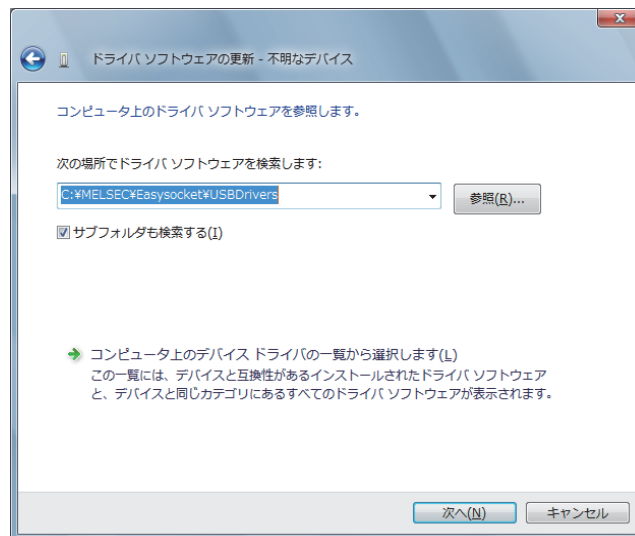 ドライバ ソフトウェアの更新 - 不明なデバイス
コンピュータ上のドライバ ソフトウェアを参照します。
次の場所でドライバ ソフトウェアを検索します:
C:¥MELSEC¥Easysocket¥USBDrivers
参照(R)...
サブフォルダも検索する(I)
コンピュータ上のデバイス ドライバの一覧から選択します(L)
この一覧には、デバイスと互換性があるインストールされたドライバ ソフトウェア
と、デバイスと同じカテゴリにあるすべてのドライバ ソフトウェアが表示されます。
次へ(N)
キャンセル